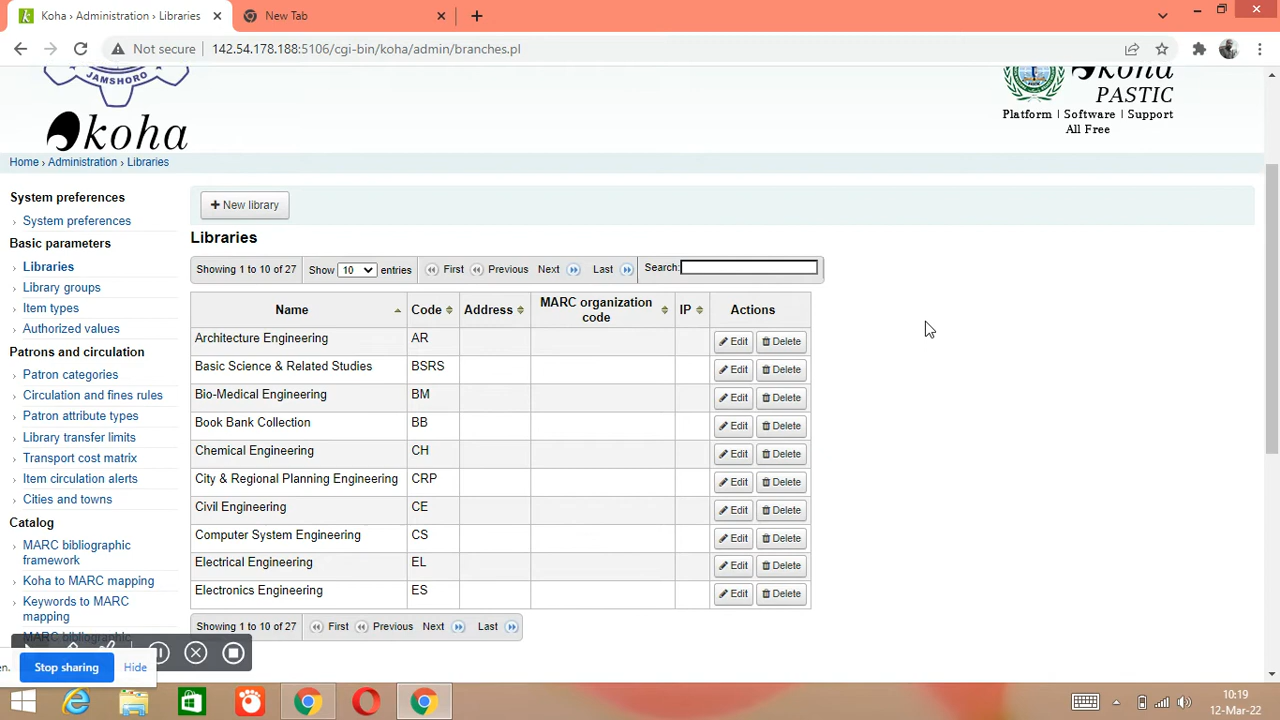 Koha › Administration › Libraries
New Tab
Not secure
142.54.178.188:5106/cgi-bin/koha/admin/branches.pl
JAMSHORO
koha
koha
PASTIC
Platform | Software | Support
All Free
Home › Administration › Libraries
System preferences
System preferences
Basic parameters
Libraries
Library groups
Item types
Authorized values
Patrons and circulation
Patron categories
Circulation and fines rules
Patron attribute types
Library transfer limits
Transport cost matrix
Item circulation alerts
Cities and towns
Catalog
MARC bibliographic
framework
Koha to MARC mapping
Keywords to MARC
mapping
MARC bibliographic
+ New library
Libraries
Showing 1 to 10 of 27 Show 10 entries First Previous Next Last Search:
Name Code Address MARC organization code IP Actions
Architecture Engineering AR Edit Delete
Basic Science & Related Studies BSRS Edit Delete
Bio-Medical Engineering BM Edit Delete
Book Bank Collection BB Edit Delete
Chemical Engineering CH Edit Delete
City & Regional Planning Engineering CRP Edit Delete
Civil Engineering CE Edit Delete
Computer System Engineering CS Edit Delete
Electrical Engineering EL Edit Delete
Electronics Engineering ES Edit Delete
Showing 1 to 10 of 27 First Previous Next Last
en. Stop sharing Hide
10:19
12-Mar-22